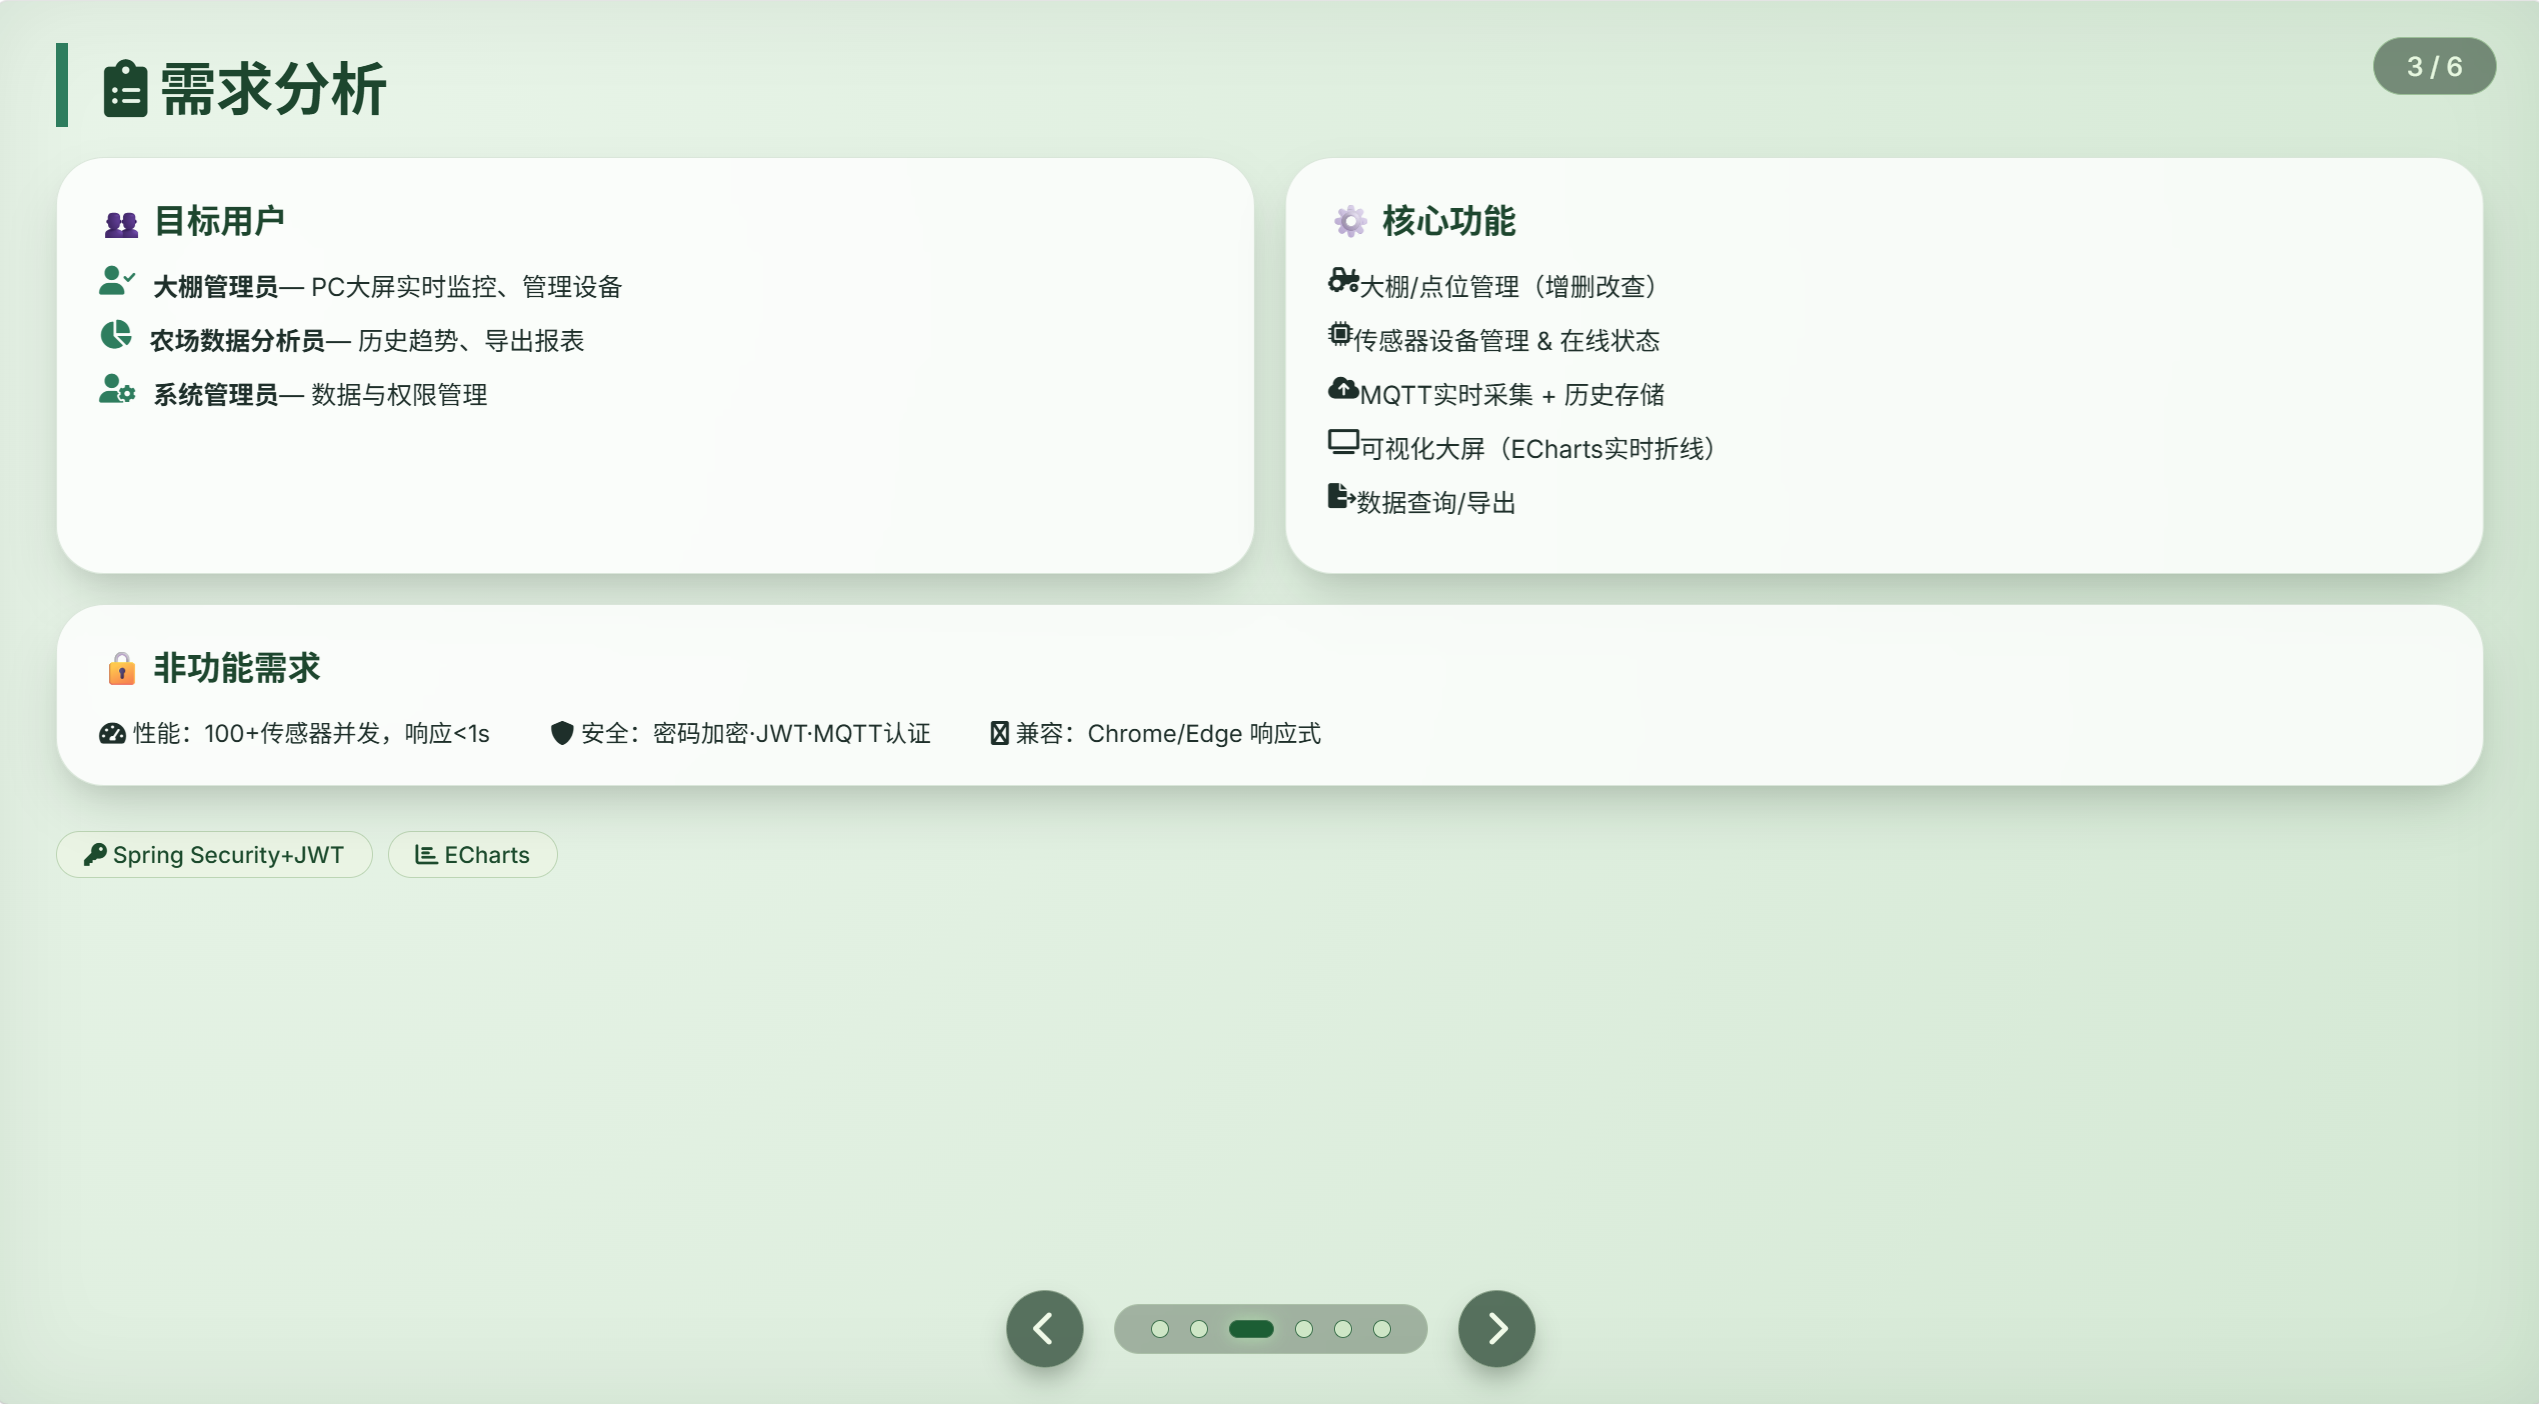 需求分析
3 / 6
目标用户
大棚管理员— PC大屏实时监控、管理设备
农场数据分析员— 历史趋势、导出报表
系统管理员— 数据与权限管理
核心功能
大棚/点位管理（增删改查）
传感器设备管理 & 在线状态
MQTT实时采集 + 历史存储
可视化大屏（ECharts实时折线）
数据查询/导出
非功能需求
性能：100+传感器并发，响应<1s
安全：密码加密·JWT·MQTT认证
兼容：Chrome/Edge 响应式
Spring Security+JWT
ECharts